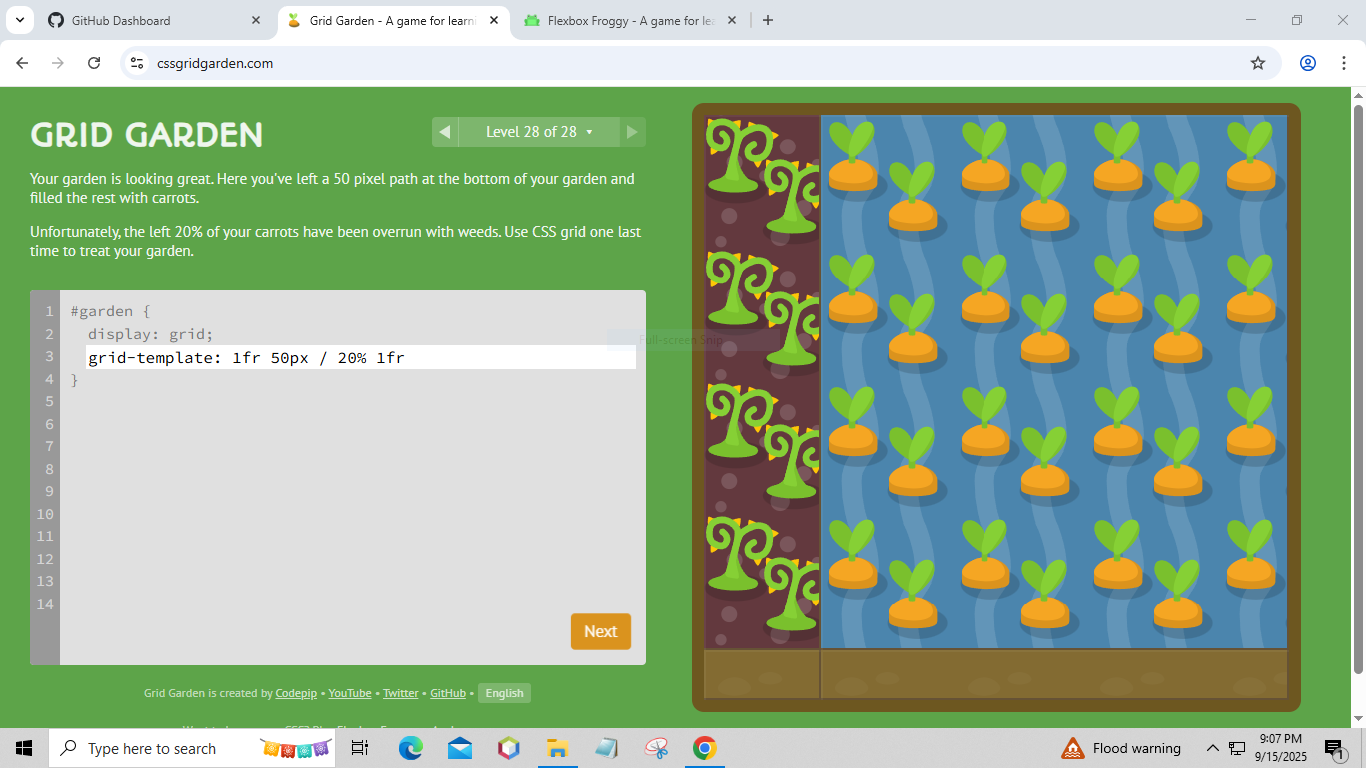 GitHub Dashboard
Grid Garden - A game for learni
Flexbox Froggy - A game for le
cssgridgarden.com
GRID GARDEN
Level 28 of 28
Your garden is looking great. Here you've left a 50 pixel path at the bottom of your garden and
filled the rest with carrots.
Unfortunately, the left 20% of your carrots have been overrun with weeds. Use CSS grid one last
time to treat your garden.
1 #garden {
2 display: grid;
3 grid-template: 1fr 50px / 20% 1fr
4 }
5
6
7
8
9
10
11
12
13
14
Full-screen Snip
Next
Grid Garden is created by Codepip • YouTube • Twitter • GitHub • English
Type here to search
Flood warning
9:07 PM
9/15/2025
1